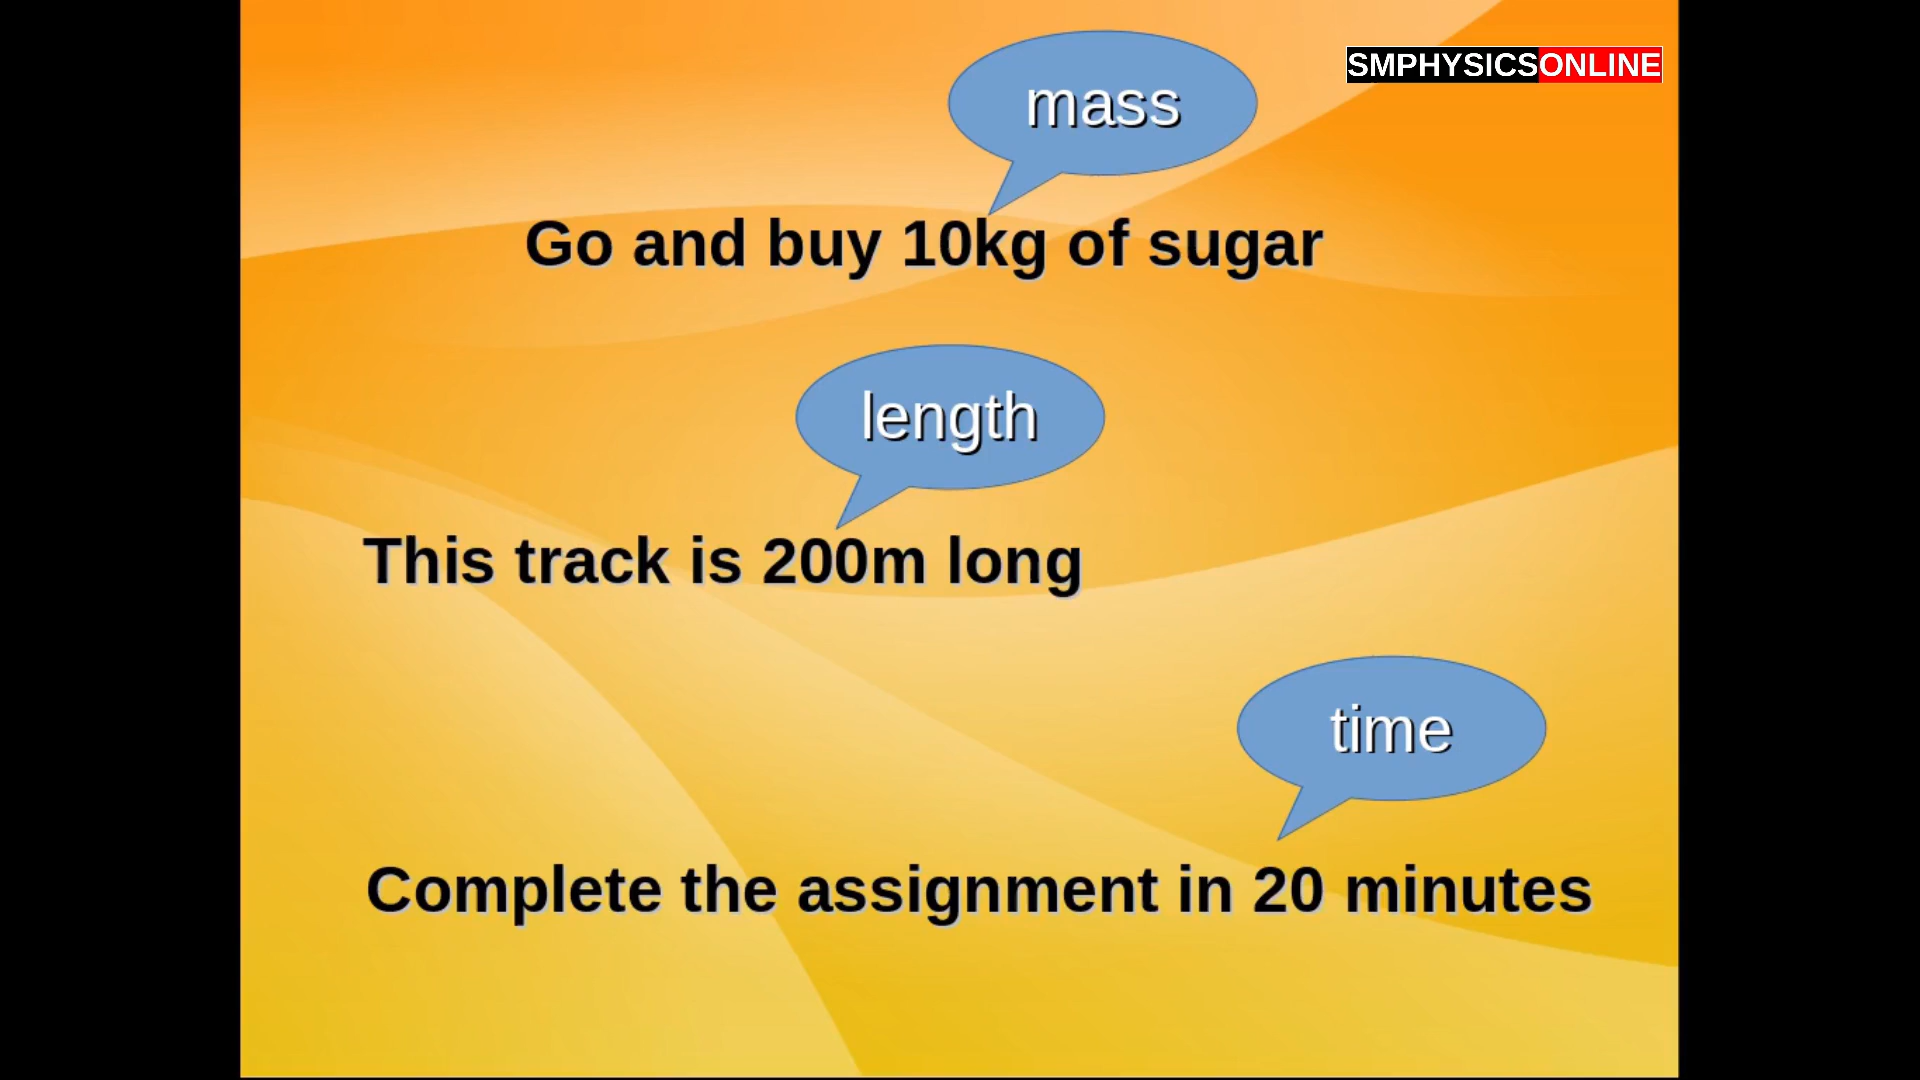 mass
SMPHYSICSONLINE
Go and buy 10kg of sugar
length
This track is 200m long
time
Complete the assignment in 20 minutes